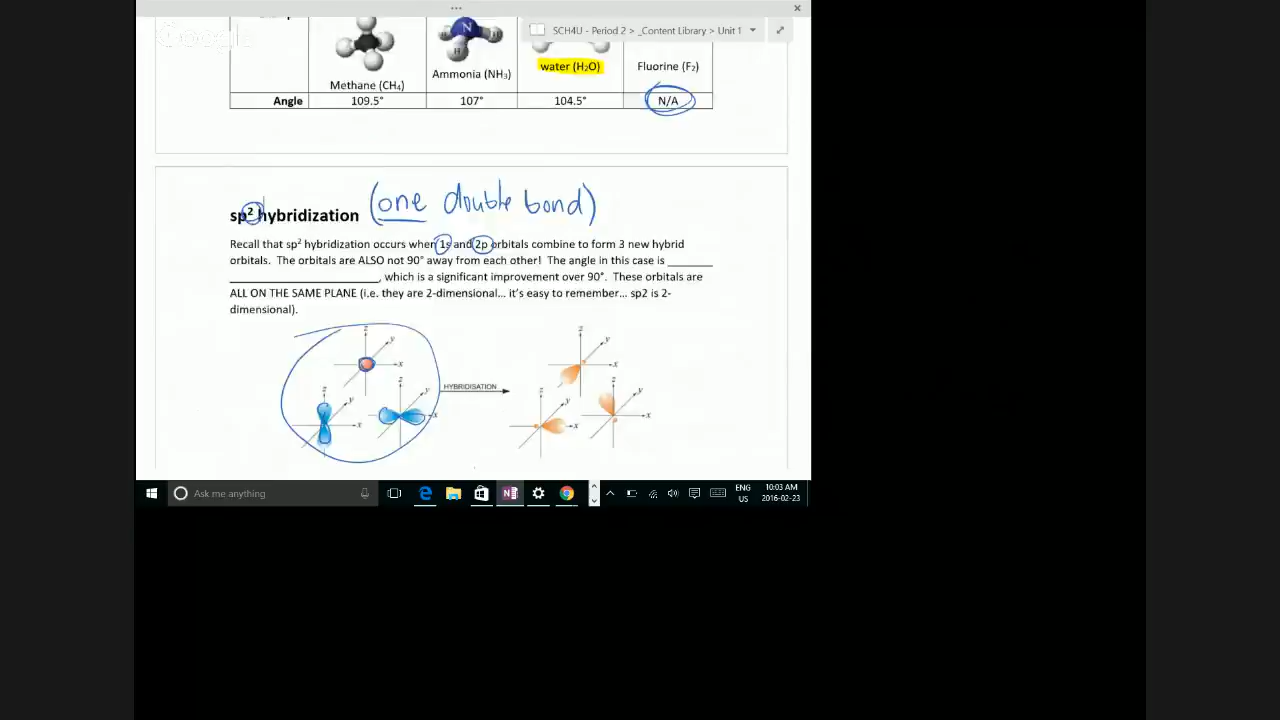 Google
SCH4U - Period 2 > _Content Library > Unit 1
N
H
H
H
water (H₂O)
Fluorine (F₂)
Ammonia (NH₃)
Methane (CH₄)
Angle 109.5° 107° 104.5° N/A
sp² hybridization (one double bond)
Recall that sp² hybridization occurs when 1s and 2p orbitals combine to form 3 new hybrid
orbitals. The orbitals are ALSO not 90° away from each other! The angle in this case is ________
___________________________, which is a significant improvement over 90°. These orbitals are
ALL ON THE SAME PLANE (i.e. they are 2-dimensional... it's easy to remember... sp2 is 2-
dimensional).
z
y
x
z
y
x
z
y
x
HYBRIDISATION
z
y
x
z
y
x
z
y
x
Ask me anything
ENG
US
10:03 AM
2016-02-23